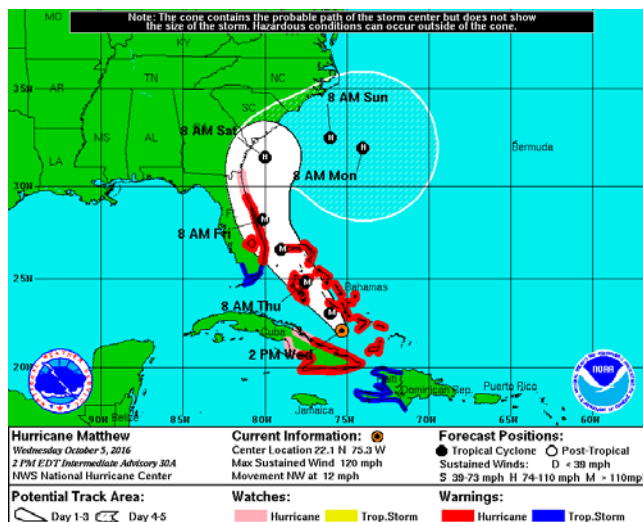 Note: The cone contains the probable path of the storm center but does not show
the size of the storm. Hazardous conditions can occur outside of the cone.
MO
KY
TN
NC
AR
35N
SC
8 AM Sun
8 AM Sat
MS
AL
LA
H
H
H
8 AM Mon
Bermuda
30N
8 AM Fri
M
M
25N
8 AM Thu
M
Bahamas
M
Cuba
2 PM Wed
20N
Haiti
Dominican Rep.
Puerto Rico
Jamaica
NOAA
90W
Belize
85W
80W
75W
70W
65W
60W
Hurricane Matthew
Wednesday October 5, 2016
2 PM EDT Intermediate Advisory 30A
NWS National Hurricane Center
Current Information:
Center Location 22.1 N 75.3 W
Max Sustained Wind 120 mph
Movement NW at 12 mph
Forecast Positions:
Tropical Cyclone Post-Tropical
Sustained Winds: D < 39 mph
S 39-73 mph H 74-110 mph M > 110mph
Potential Track Area:
Day 1-3 Day 4-5
Watches:
Hurricane Trop.Storm
Warnings:
Hurricane Trop.Storm